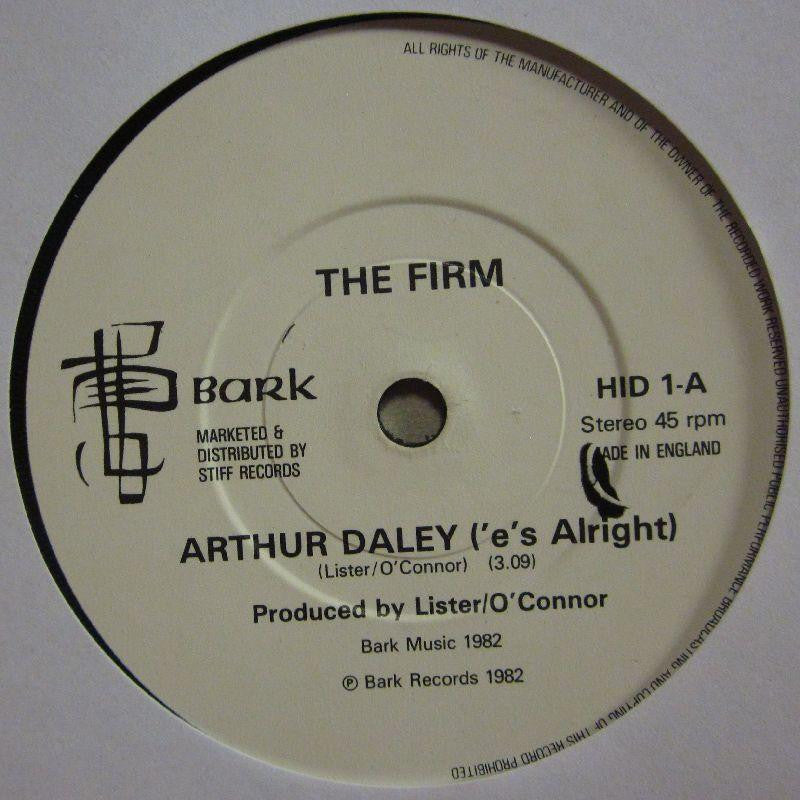 ALL RIGHTS OF THE MANUFACTURER AND OF THE OWNER OF THE RECORDED WORK RESERVED UNAUTHORISED PUBLIC PERFORMANCE BROADCASTING AND COPYING OF THIS RECORD PROHIBITED
THE FIRM
BARK
HID 1-A
MARKETED &
DISTRIBUTED BY
STIFF RECORDS
Stereo 45 rpm
MADE IN ENGLAND
ARTHUR DALEY ('e's Alright)
(Lister/O'Connor) (3.09)
Produced by Lister/O'Connor
Bark Music 1982
℗ Bark Records 1982